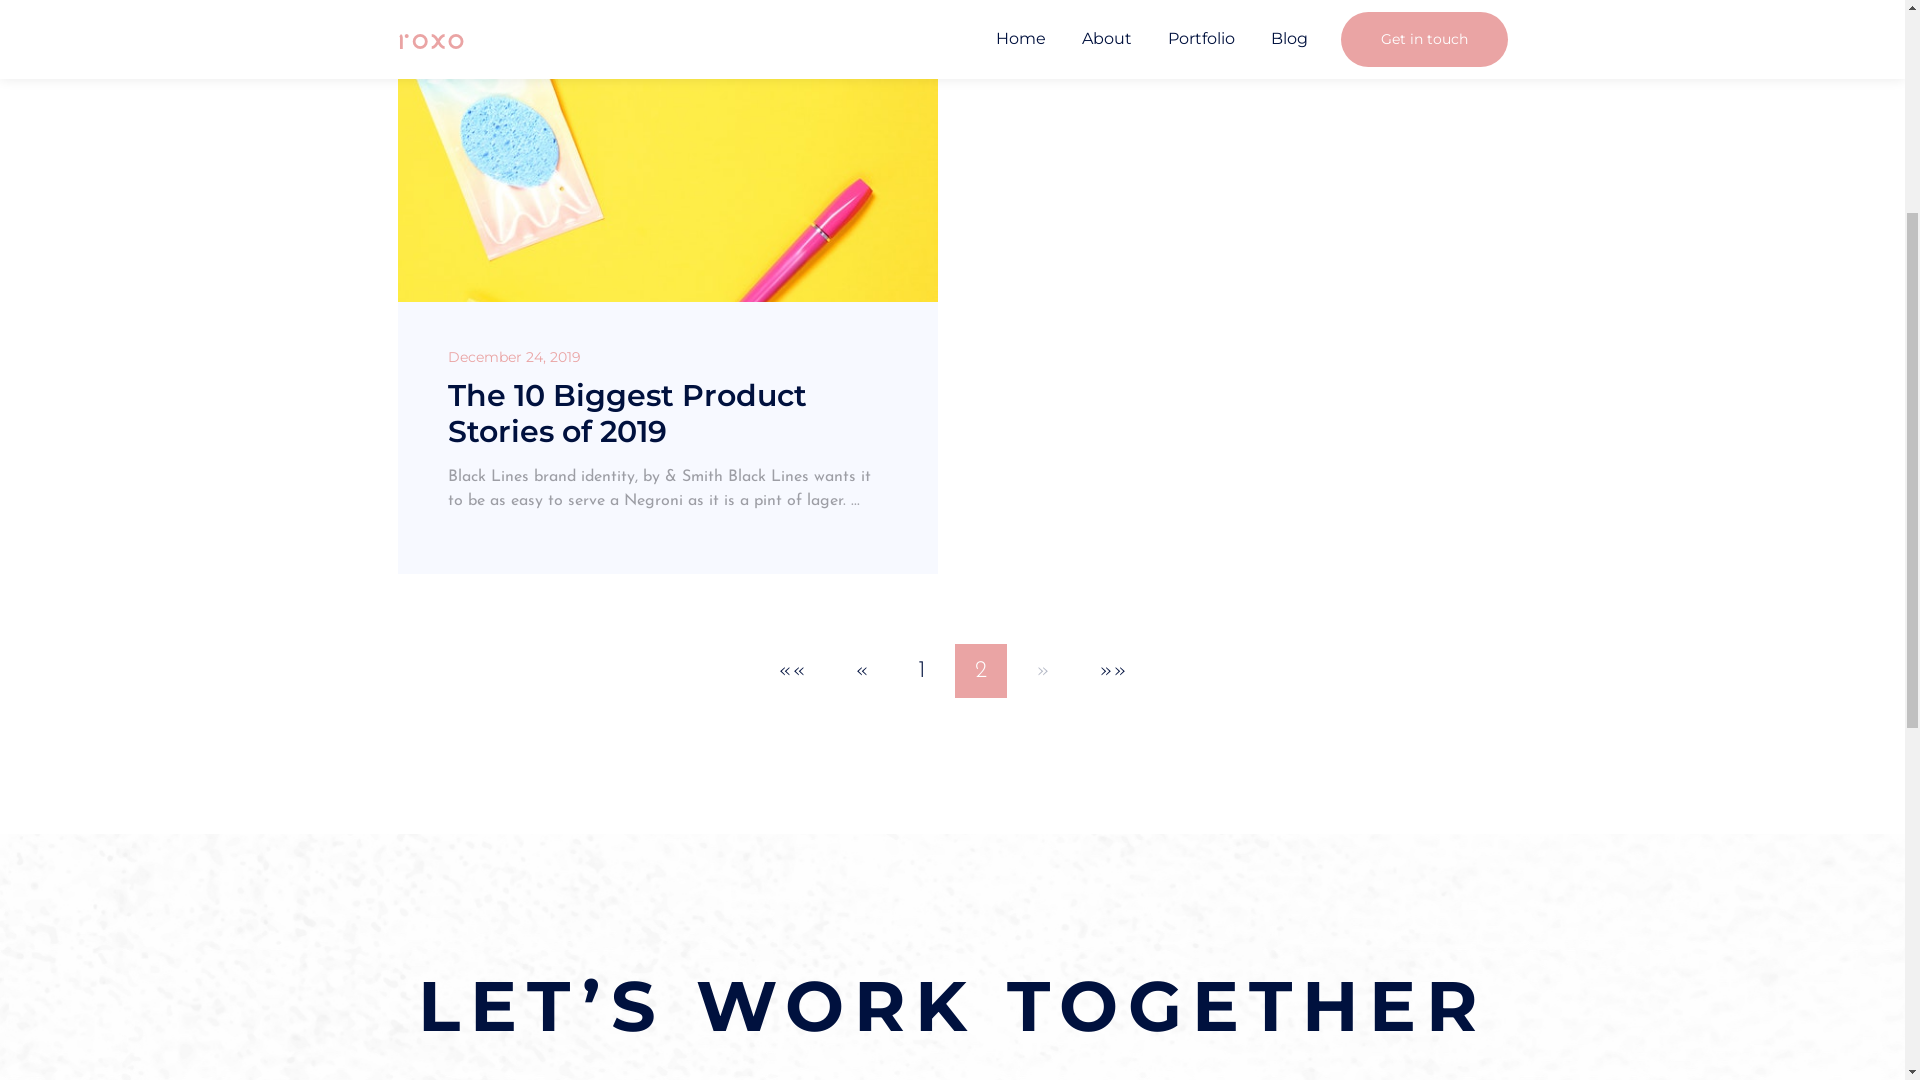 roxo
Home About Portfolio Blog Get in touch
December 24, 2019
The 10 Biggest Product
Stories of 2019
Black Lines brand identity, by & Smith Black Lines wants it
to be as easy to serve a Negroni as it is a pint of lager. ...
«« « 1 2 » »»
LET’S WORK TOGETHER